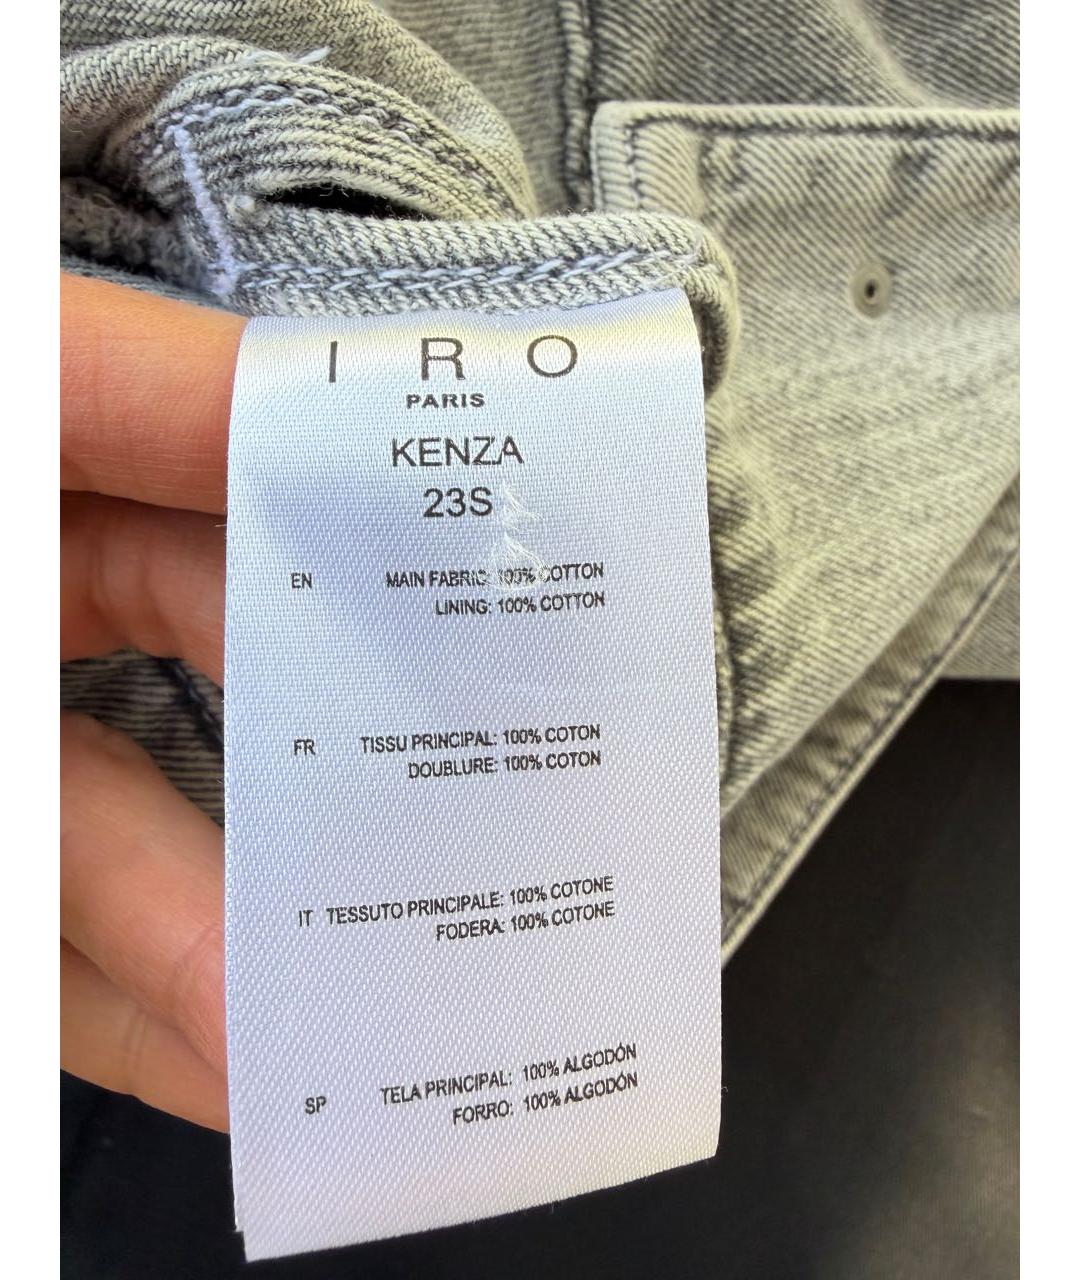 IRO
PARIS
KENZA
23S
EN MAIN FABRIC: 100% COTTON
LINING: 100% COTTON
FR TISSU PRINCIPAL: 100% COTON
DOUBLURE: 100% COTON
IT TESSUTO PRINCIPALE: 100% COTONE
FODERA: 100% COTONE
SP TELA PRINCIPAL: 100% ALGODÓN
FORRO: 100% ALGODÓN